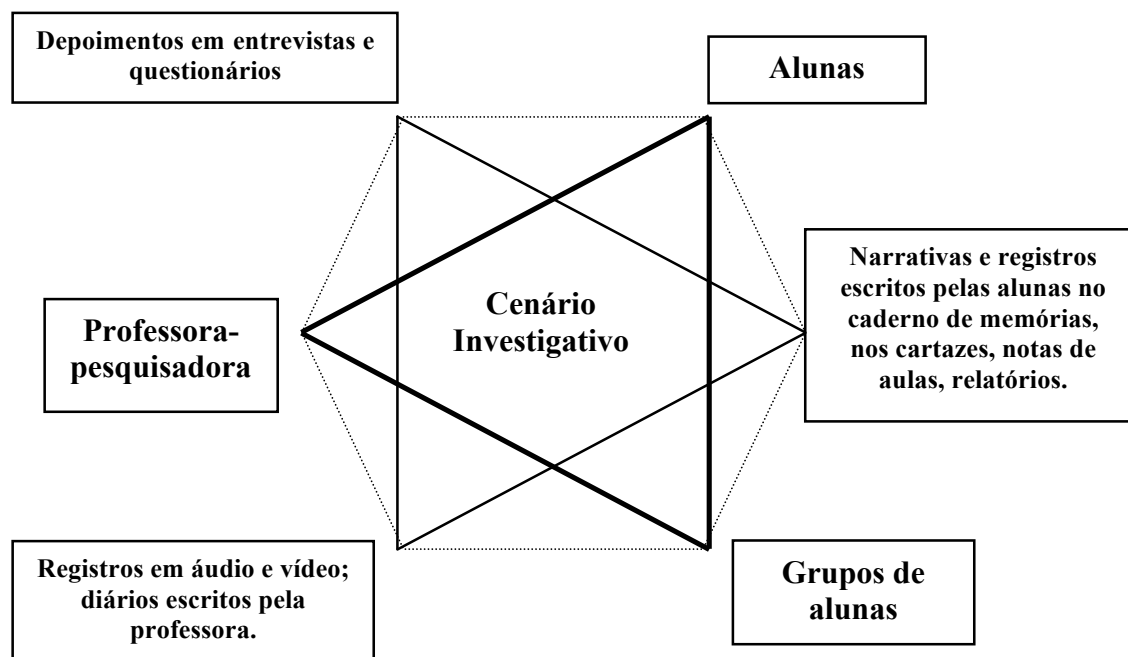 Depoimentos em entrevistas e
questionários
Alunas
Narrativas e registros
escritos pelas alunas no
caderno de memórias,
nos cartazes, notas de
aulas, relatórios.
Cenário
Investigativo
Professora-
pesquisadora
Registros em áudio e vídeo;
diários escritos pela
professora.
Grupos de
alunas